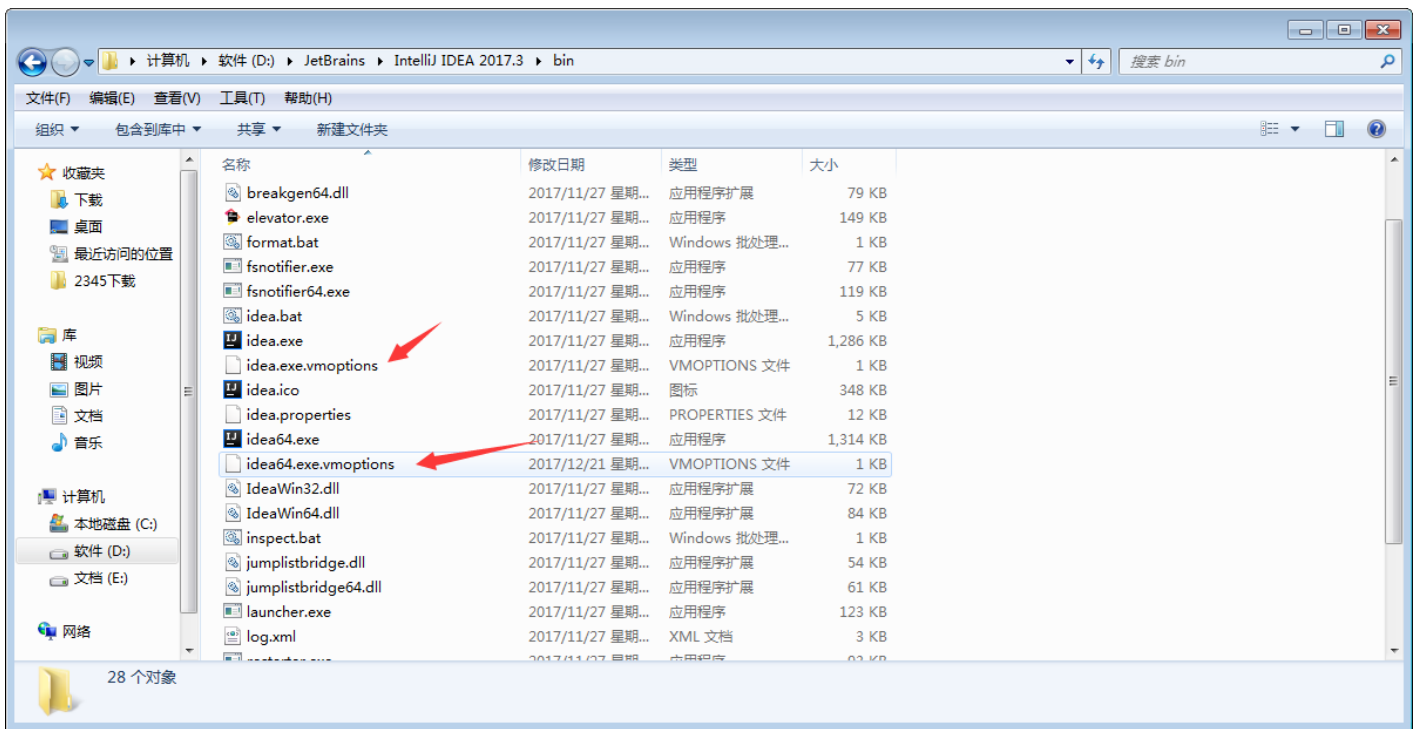 计算机 软件 (D:) JetBrains IntelliJ IDEA 2017.3 bin 搜索 bin
文件(F) 编辑(E) 查看(V) 工具(T) 帮助(H)
组织 包含到库中 共享 新建文件夹
收藏夹
下载
桌面
最近访问的位置
2345下载
库
视频
图片
文档
音乐
计算机
本地磁盘 (C:)
软件 (D:)
文档 (E:)
网络
名称 修改日期 类型 大小
breakgen64.dll 2017/11/27 星期... 应用程序扩展 79 KB
elevator.exe 2017/11/27 星期... 应用程序 149 KB
format.bat 2017/11/27 星期... Windows 批处理... 1 KB
fsnotifier.exe 2017/11/27 星期... 应用程序 77 KB
fsnotifier64.exe 2017/11/27 星期... 应用程序 119 KB
idea.bat 2017/11/27 星期... Windows 批处理... 5 KB
idea.exe 2017/11/27 星期... 应用程序 1,286 KB
idea.exe.vmoptions 2017/11/27 星期... VMOPTIONS 文件 1 KB
idea.ico 2017/11/27 星期... 图标 348 KB
idea.properties 2017/11/27 星期... PROPERTIES 文件 12 KB
idea64.exe 2017/11/27 星期... 应用程序 1,314 KB
idea64.exe.vmoptions 2017/12/21 星期... VMOPTIONS 文件 1 KB
IdeaWin32.dll 2017/11/27 星期... 应用程序扩展 72 KB
IdeaWin64.dll 2017/11/27 星期... 应用程序扩展 84 KB
inspect.bat 2017/11/27 星期... Windows 批处理... 1 KB
jumplistbridge.dll 2017/11/27 星期... 应用程序扩展 54 KB
jumplistbridge64.dll 2017/11/27 星期... 应用程序扩展 61 KB
launcher.exe 2017/11/27 星期... 应用程序 123 KB
log.xml 2017/11/27 星期... XML 文档 3 KB
28 个对象